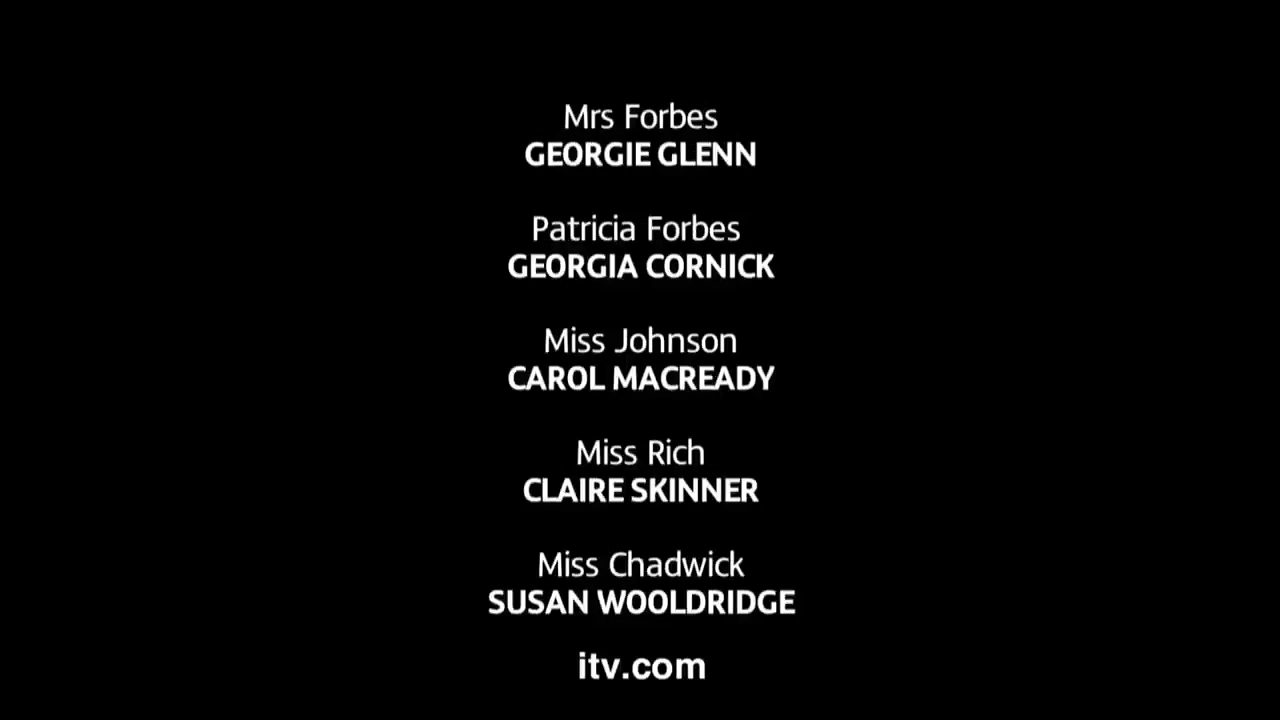 Mrs Forbes
GEORGIE GLENN
Patricia Forbes
GEORGIA CORNICK
Miss Johnson
CAROL MACREADY
Miss Rich
CLAIRE SKINNER
Miss Chadwick
SUSAN WOOLDRIDGE
itv.com